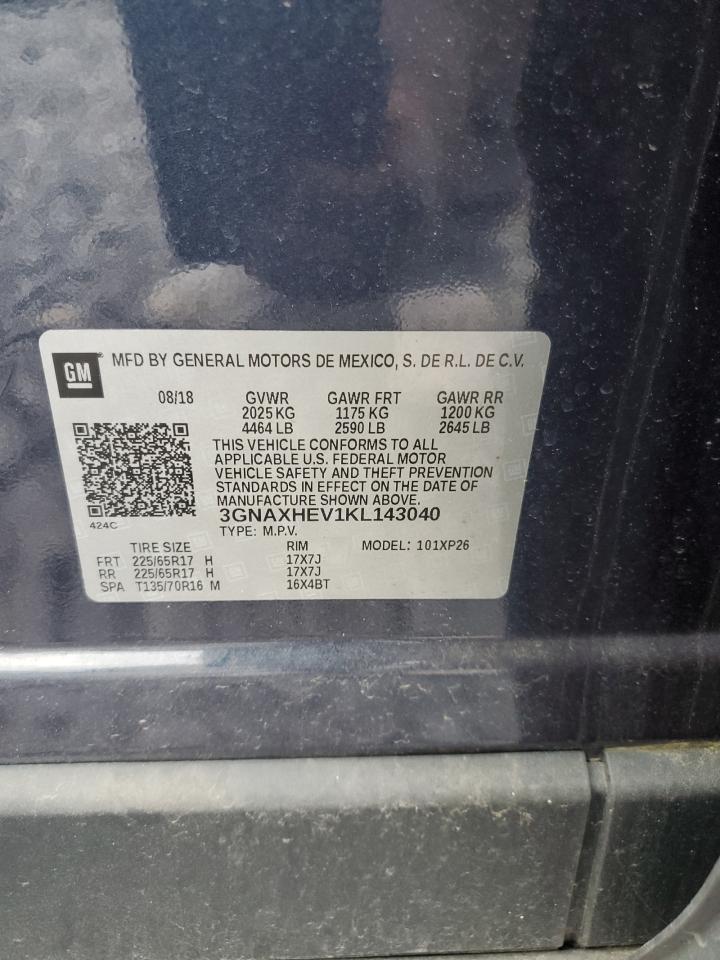 GM
MFD BY GENERAL MOTORS DE MEXICO, S. DE R.L. DE C.V.
08/18 GVWR GAWR FRT GAWR RR
2025 KG 1175 KG 1200 KG
4464 LB 2590 LB 2645 LB
THIS VEHICLE CONFORMS TO ALL
APPLICABLE U.S. FEDERAL MOTOR
VEHICLE SAFETY AND THEFT PREVENTION
STANDARDS IN EFFECT ON THE DATE OF
MANUFACTURE SHOWN ABOVE.
424C
3GNAXHEV1KL143040
TYPE: M.P.V.
TIRE SIZE RIM MODEL: 101XP26
FRT 225/65R17 H 17X7J
RR 225/65R17 H 17X7J
SPA T135/70R16 M 16X4BT